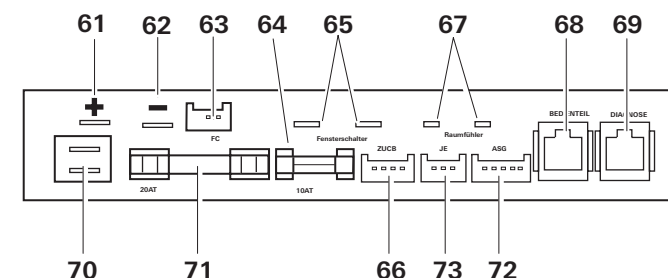 61 62 63 64 65 67 68 69
+ −
BEDIENTEIL DIAGNOSE
FC Fensterschalter Raumfühler
ZUCB JE ASG
20AT 10AT
70 71 66 73 72